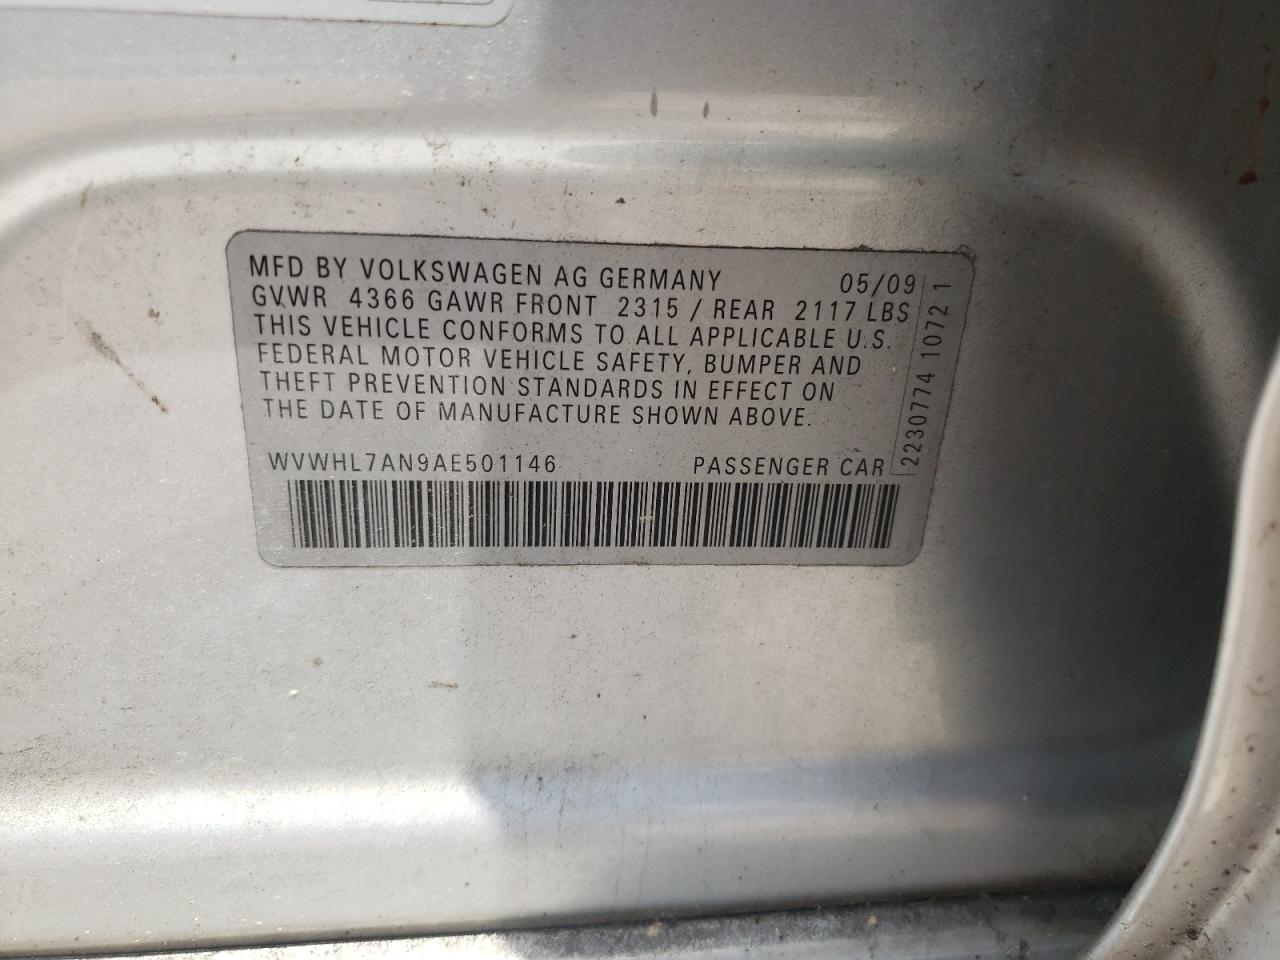 MFD BY VOLKSWAGEN AG GERMANY 05/09
GVWR 4366 GAWR FRONT 2315 / REAR 2117 LBS
THIS VEHICLE CONFORMS TO ALL APPLICABLE U.S.
FEDERAL MOTOR VEHICLE SAFETY, BUMPER AND
THEFT PREVENTION STANDARDS IN EFFECT ON
THE DATE OF MANUFACTURE SHOWN ABOVE.
WVWHL7AN9AE501146 PASSENGER CAR
2230774 1072 1